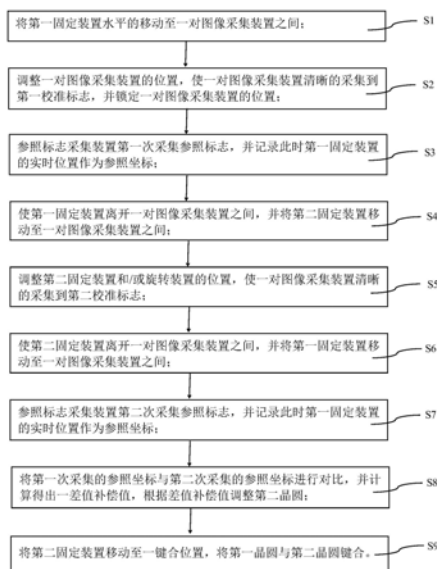 将第一固定装置水平的移动至一对图像采集装置之间；
S1
调整一对图像采集装置的位置，使一对图像采集装置清晰的采集到
第一校准标志，并锁定一对图像采集装置的位置；
S2
参照标志采集装置第一次采集参照标志，并记录此时第一固定装置
的实时位置作为参照坐标；
S3
使第一固定装置离开一对图像采集装置之间，并将第二固定装置移
动至一对图像采集装置之间；
S4
调整第二固定装置和/或旋转装置的位置，使一对图像采集装置清晰
的采集到第二校准标志；
S5
使第二固定装置离开一对图像采集装置之间，并将第一固定装置移
动至一对图像采集装置之间；
S6
参照标志采集装置第二次采集参照标志，并记录此时第一固定装置
的实时位置作为参照坐标；
S7
将第一次采集的参照坐标与第二次采集的参照坐标进行对比，并计
算得出一差值补偿值，根据差值补偿值调整第二晶圆；
S8
将第二固定装置移动至一键合位置，将第一晶圆与第二晶圆键合。
S9